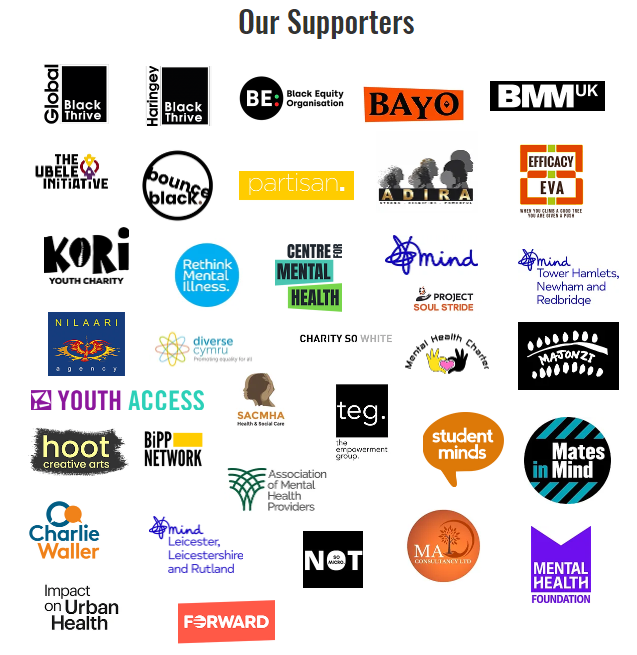 Our Supporters
Global
Black
Thrive
Haringey
Black
Thrive
BE:
Black Equity
Organisation
BAYO
BMM UK
THE
UBELE
INITIATIVE
bounce
black.
partisan.
ADIRA
EFFICACY
EVA
WHEN YOU CLIMB A GOOD TREE
YOU ARE GIVEN A PUSH
KORI
YOUTH CHARITY
Rethink
Mental
Illness.
CENTRE FOR
MENTAL
HEALTH
mind
PROJECT
SOUL STRIDE
mind
Tower Hamlets,
Newham and
Redbridge
NILAARI
agency
diverse
cymru
Promoting equality for all
CHARITY SO WHITE
Mental Health Charter
MAJONZI
YOUTH ACCESS
SACMHA
Health & Social Care
teg.
the
empowerment
group.
student
minds
Mates
in Mind
hoot
creative arts
BiPP
NETWORK
Association
of Mental
Health
Providers
Charlie
Waller
mind
Leicester,
Leicestershire
and Rutland
NOT
SO
MICRO.
MA
CONSULTANCY LTD
MENTAL
HEALTH
FOUNDATION
Impact
on Urban
Health
FORWARD